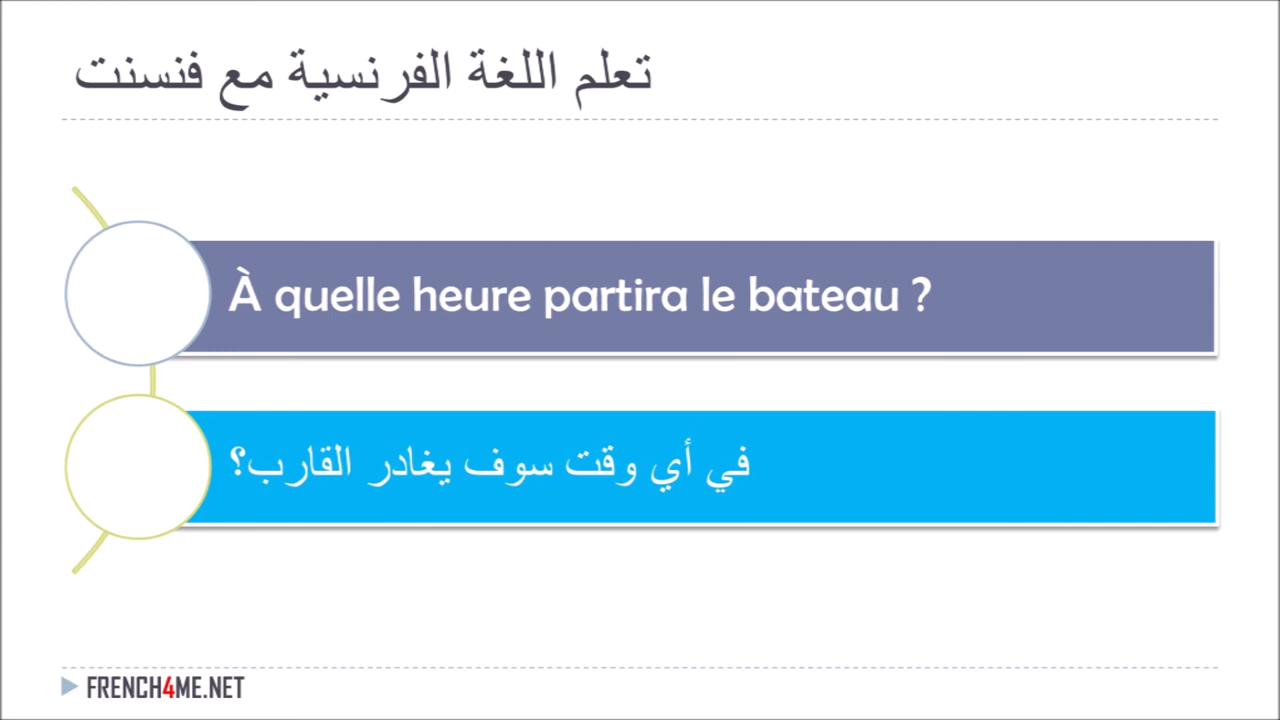 تعلم اللغة الفرنسية مع فنسنت
À quelle heure partira le bateau ?
في أي وقت سوف يغادر القارب؟
FRENCH4ME.NET